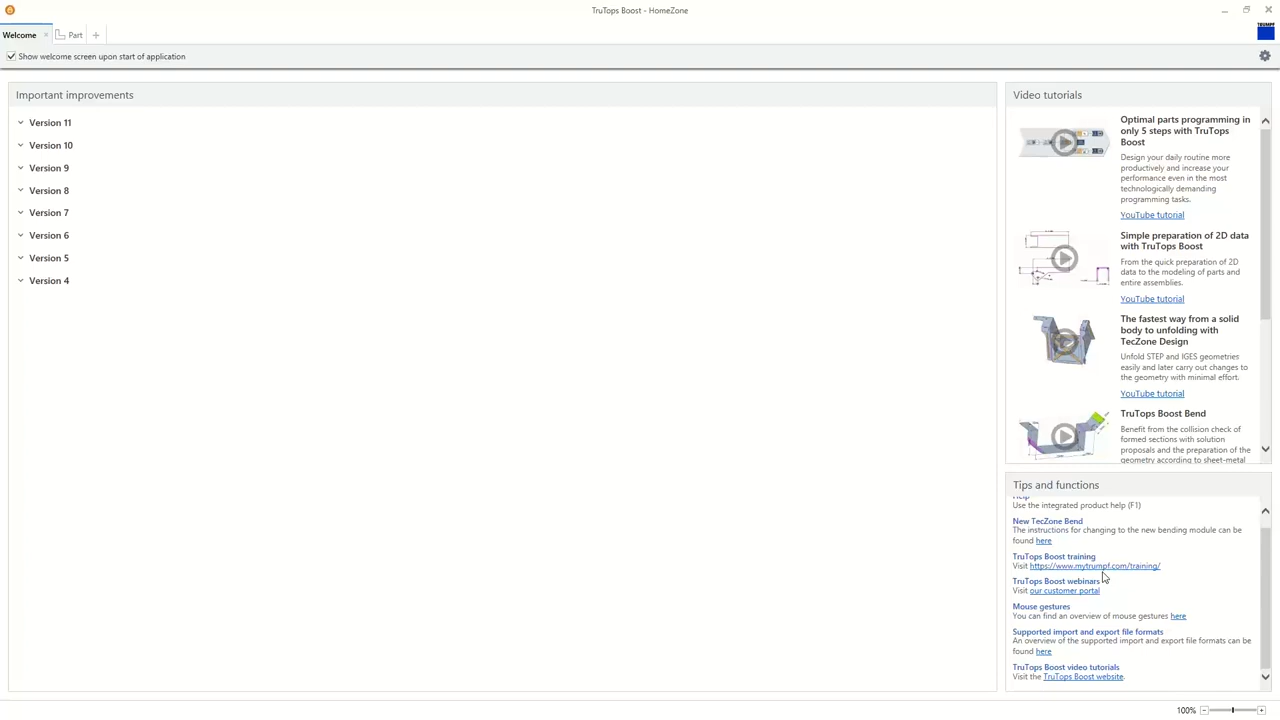 TruTops Boost - HomeZone
Welcome
Part
TRUMPF
Show welcome screen upon start of application
Important improvements
Version 11
Version 10
Version 9
Version 8
Version 7
Version 6
Version 5
Version 4
Video tutorials
Optimal parts programming in
only 5 steps with TruTops
Boost
Design your daily routine more
productively and increase your
performance even in the most
technologically demanding
programming tasks.
YouTube tutorial
Simple preparation of 2D data
with TruTops Boost
From the quick preparation of 2D
data to the modeling of parts and
entire assemblies.
YouTube tutorial
The fastest way from a solid
body to unfolding with
TecZone Design
Unfold STEP and IGES geometries
easily and later carry out changes to
the geometry with minimal effort.
YouTube tutorial
TruTops Boost Bend
Benefit from the collision check of
formed sections with solution
proposals and the preparation of the
geometry according to sheet-metal
Tips and functions
Help
Use the integrated product help (F1)
New TecZone Bend
The instructions for changing to the new bending module can be
found here
TruTops Boost training
Visit https://www.mytrumpf.com/training/
TruTops Boost webinars
Visit our customer portal
Mouse gestures
You can find an overview of mouse gestures here
Supported import and export file formats
An overview of the supported import and export file formats can be
found here
TruTops Boost video tutorials
Visit the TruTops Boost website.
100%